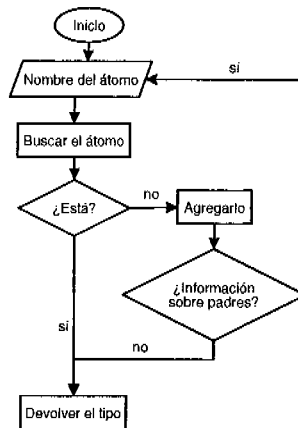 Inicio
Nombre del átomo
sí
Buscar el átomo
¿Está?
no
Agregarlo
¿Información
sobre padres?
sí
no
Devolver el tipo